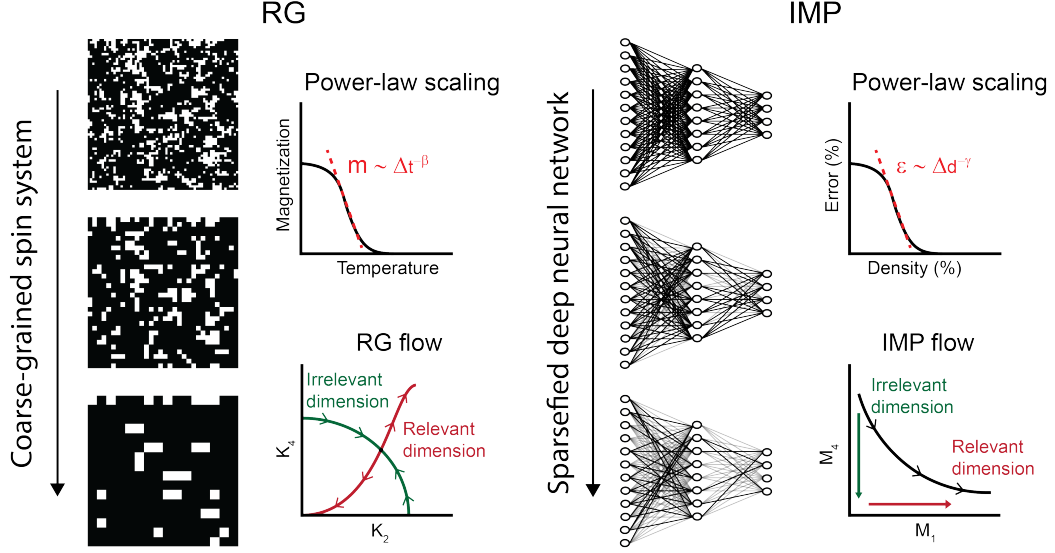 RG
Coarse-grained spin system
Power-law scaling
Magnetization
m ~ Δt⁻ᵝ
Temperature
RG flow
Irrelevant
dimension
Relevant
dimension
K₄
K₂
IMP
Sparsefied deep neural network
Power-law scaling
Error (%)
ε ~ Δd⁻ᵞ
Density (%)
IMP flow
Irrelevant
dimension
Relevant
dimension
M₄
M₁